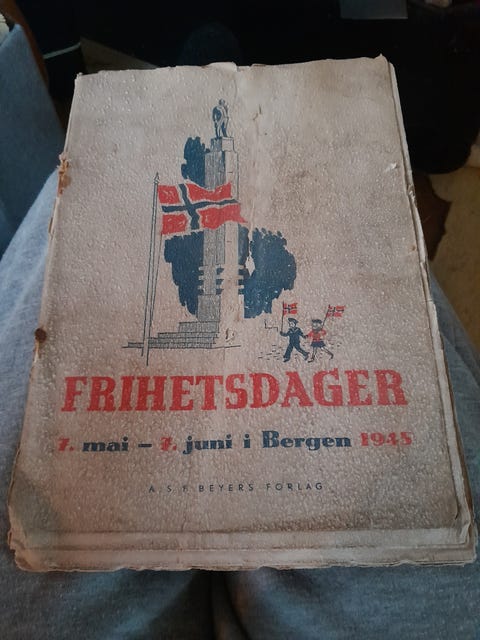 FRIHETSDAGER
7. mai – 7. juni i Bergen 1945
A.S F. BEYERS FORLAG